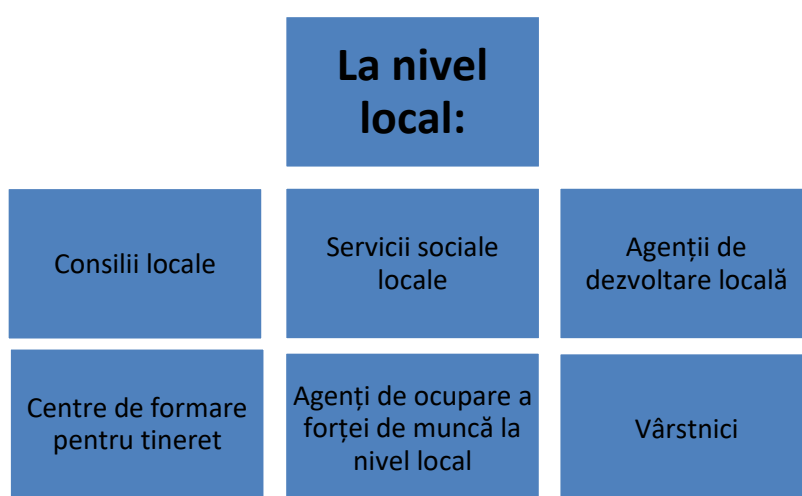 La nivel
local:
Consilii locale
Servicii sociale
locale
Agenții de
dezvoltare locală
Centre de formare
pentru tineret
Agenți de ocupare a
forței de muncă la
nivel local
Vârstnici